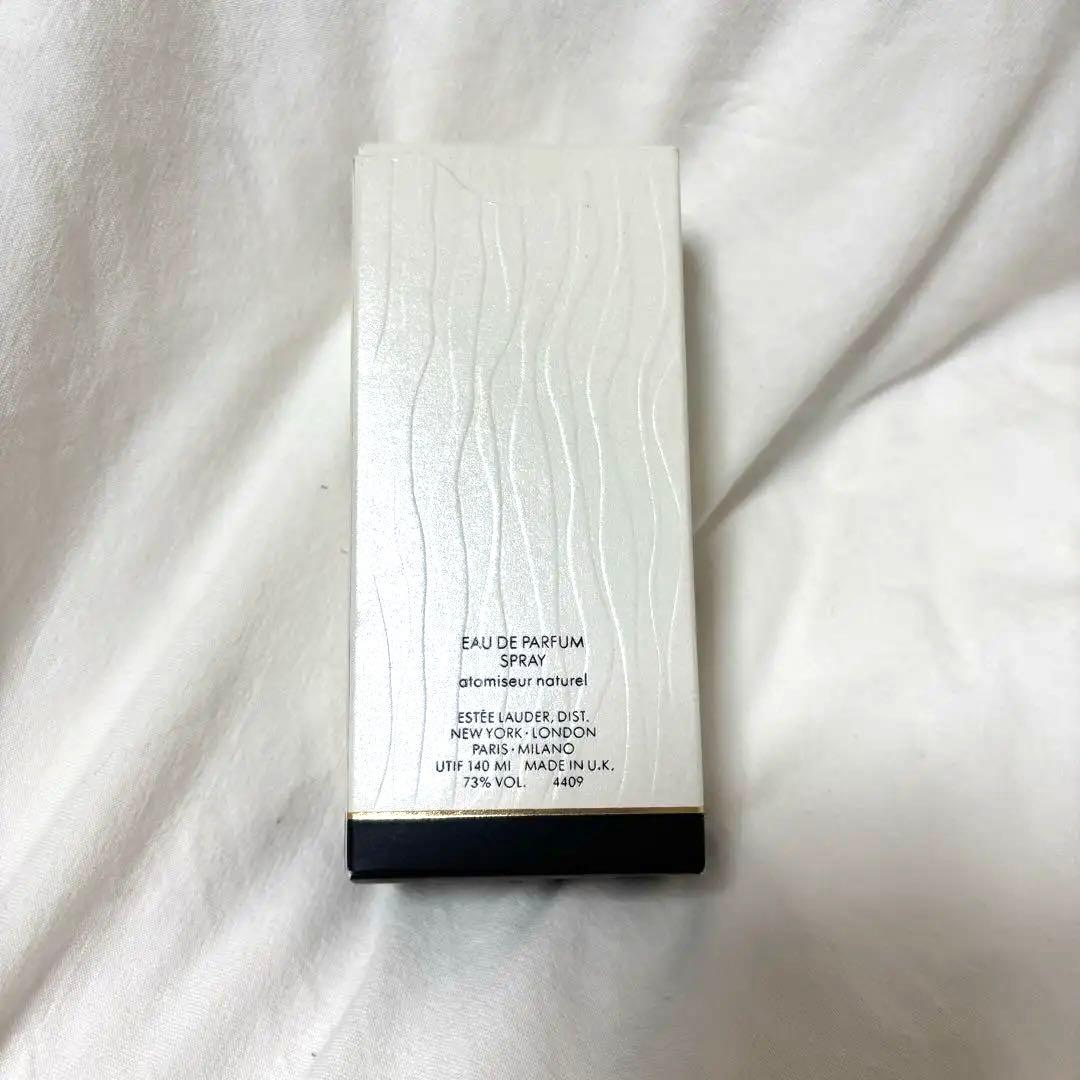 EAU DE PARFUM
SPRAY
atomiseur naturel
ESTĒE LAUDER, DIST.
NEW YORK · LONDON
PARIS · MILANO
UTIF 140 MI MADE IN U.K.
73% VOL. 4409